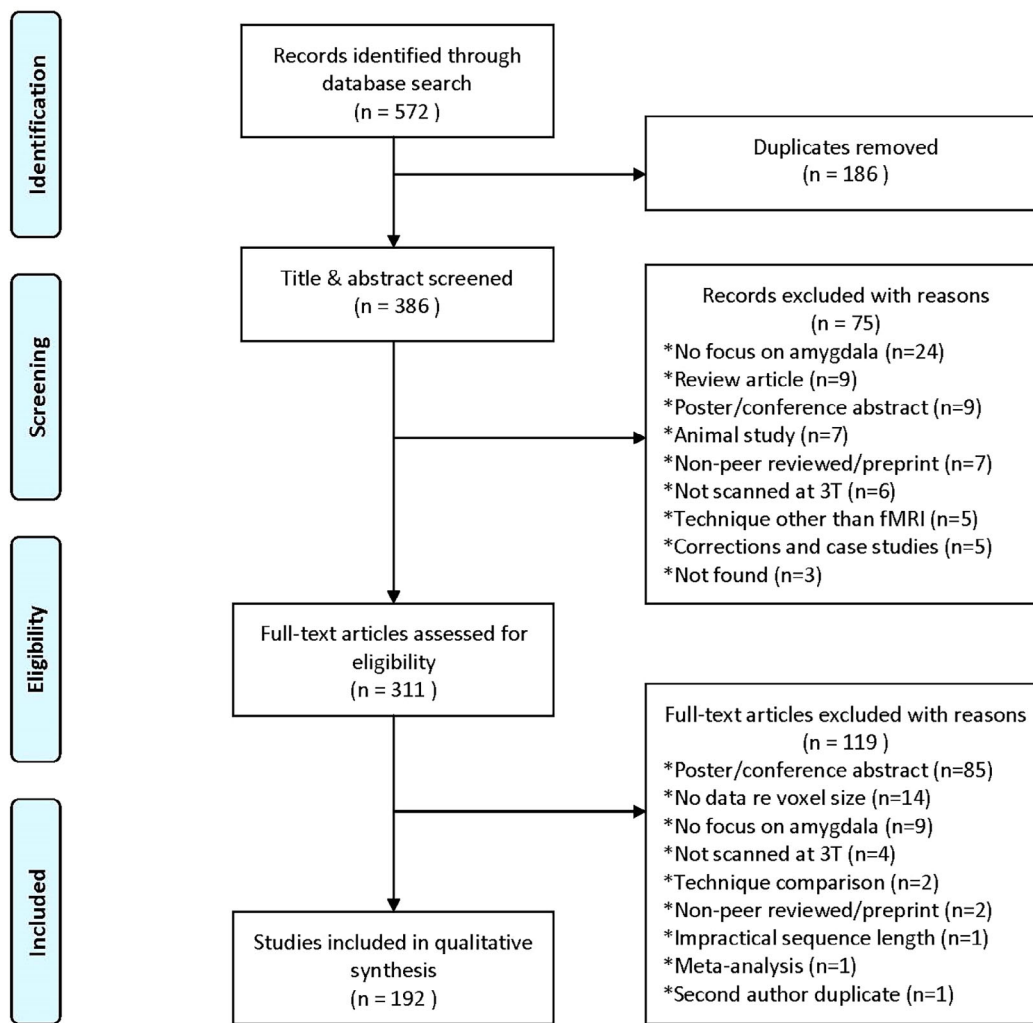 Identification
Records identified through
database search
(n = 572 )
Duplicates removed
(n = 186 )
Screening
Title & abstract screened
(n = 386 )
Records excluded with reasons
(n = 75)
*No focus on amygdala (n=24)
*Review article (n=9)
*Poster/conference abstract (n=9)
*Animal study (n=7)
*Non-peer reviewed/preprint (n=7)
*Not scanned at 3T (n=6)
*Technique other than fMRI (n=5)
*Corrections and case studies (n=5)
*Not found (n=3)
Eligibility
Full-text articles assessed for
eligibility
(n = 311 )
Full-text articles excluded with reasons
(n = 119 )
*Poster/conference abstract (n=85)
*No data re voxel size (n=14)
*No focus on amygdala (n=9)
*Not scanned at 3T (n=4)
*Technique comparison (n=2)
*Non-peer reviewed/preprint (n=2)
*Impractical sequence length (n=1)
*Meta-analysis (n=1)
*Second author duplicate (n=1)
Included
Studies included in qualitative
synthesis
(n = 192 )